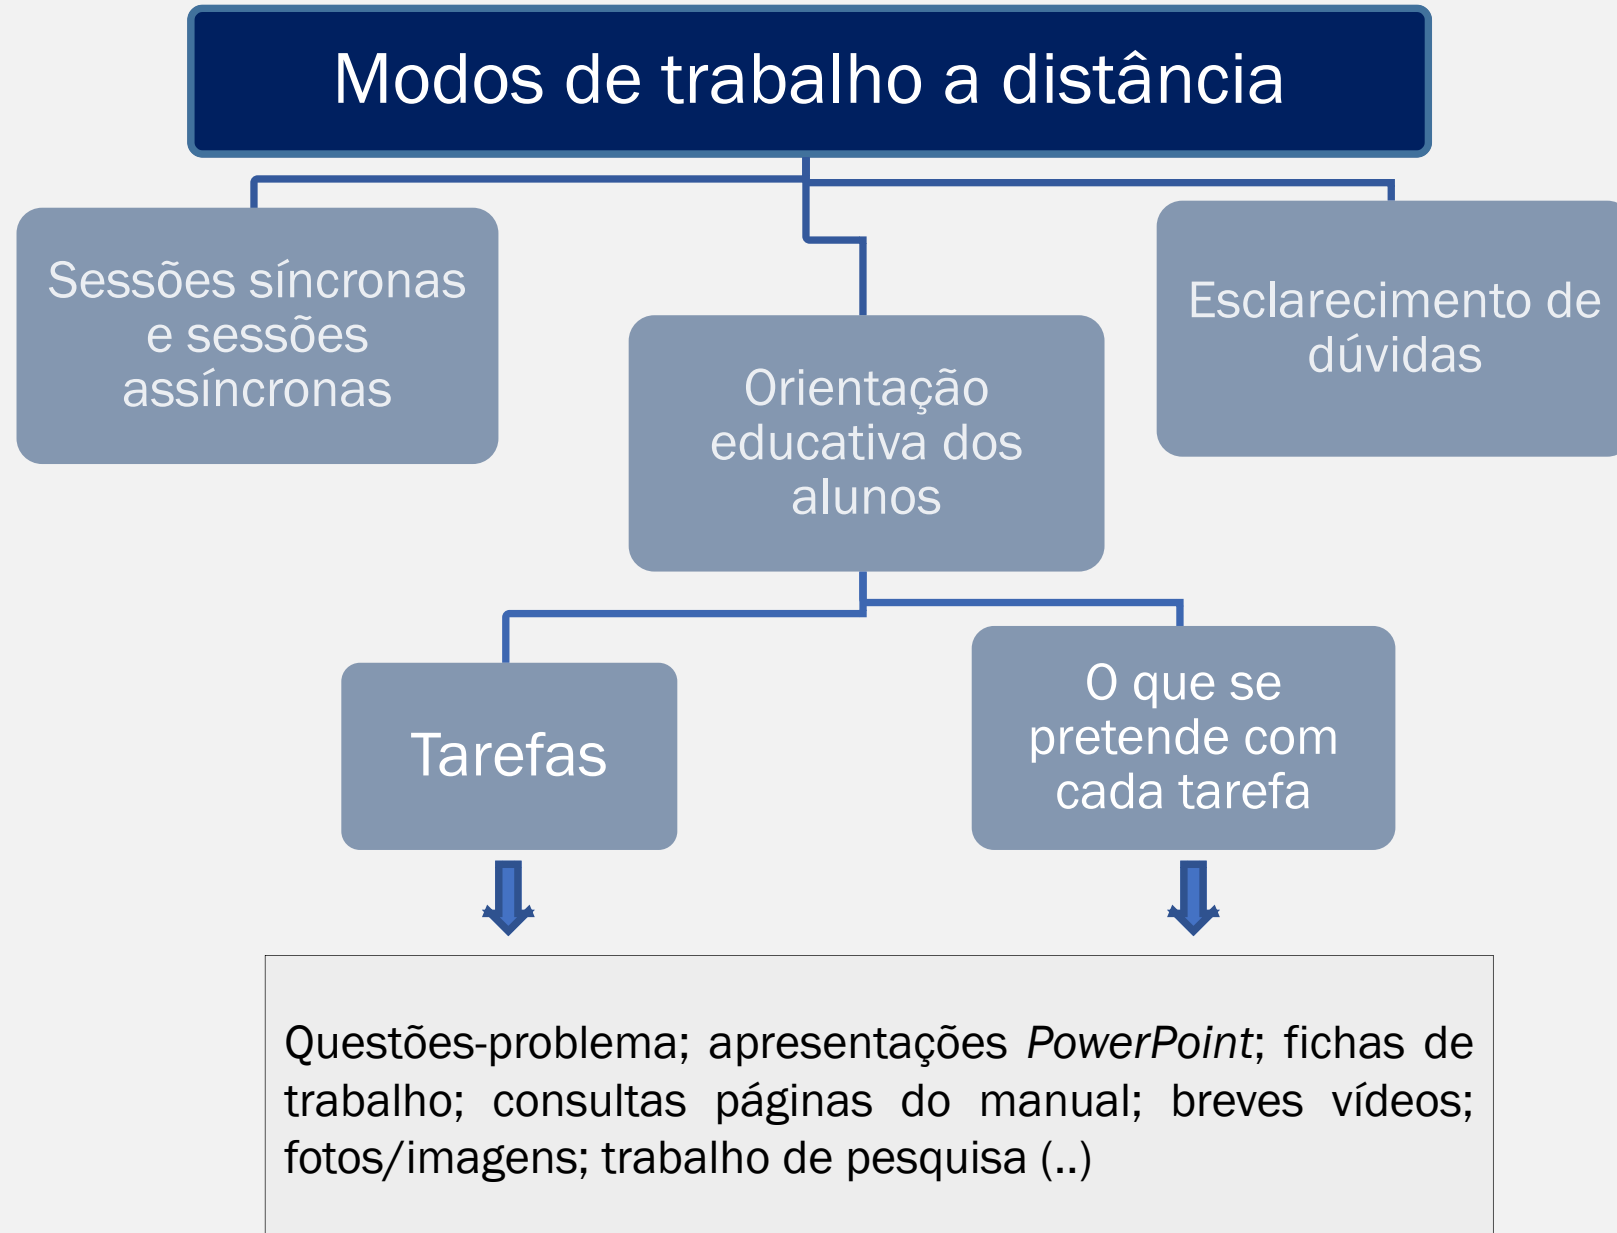 Modos de trabalho a distância
Sessões síncronas
e sessões
assíncronas
Orientação
educativa dos
alunos
Esclarecimento de
dúvidas
Tarefas
O que se
pretende com
cada tarefa
Questões-problema; apresentações PowerPoint; fichas de
trabalho; consultas páginas do manual; breves vídeos;
fotos/imagens; trabalho de pesquisa (..)